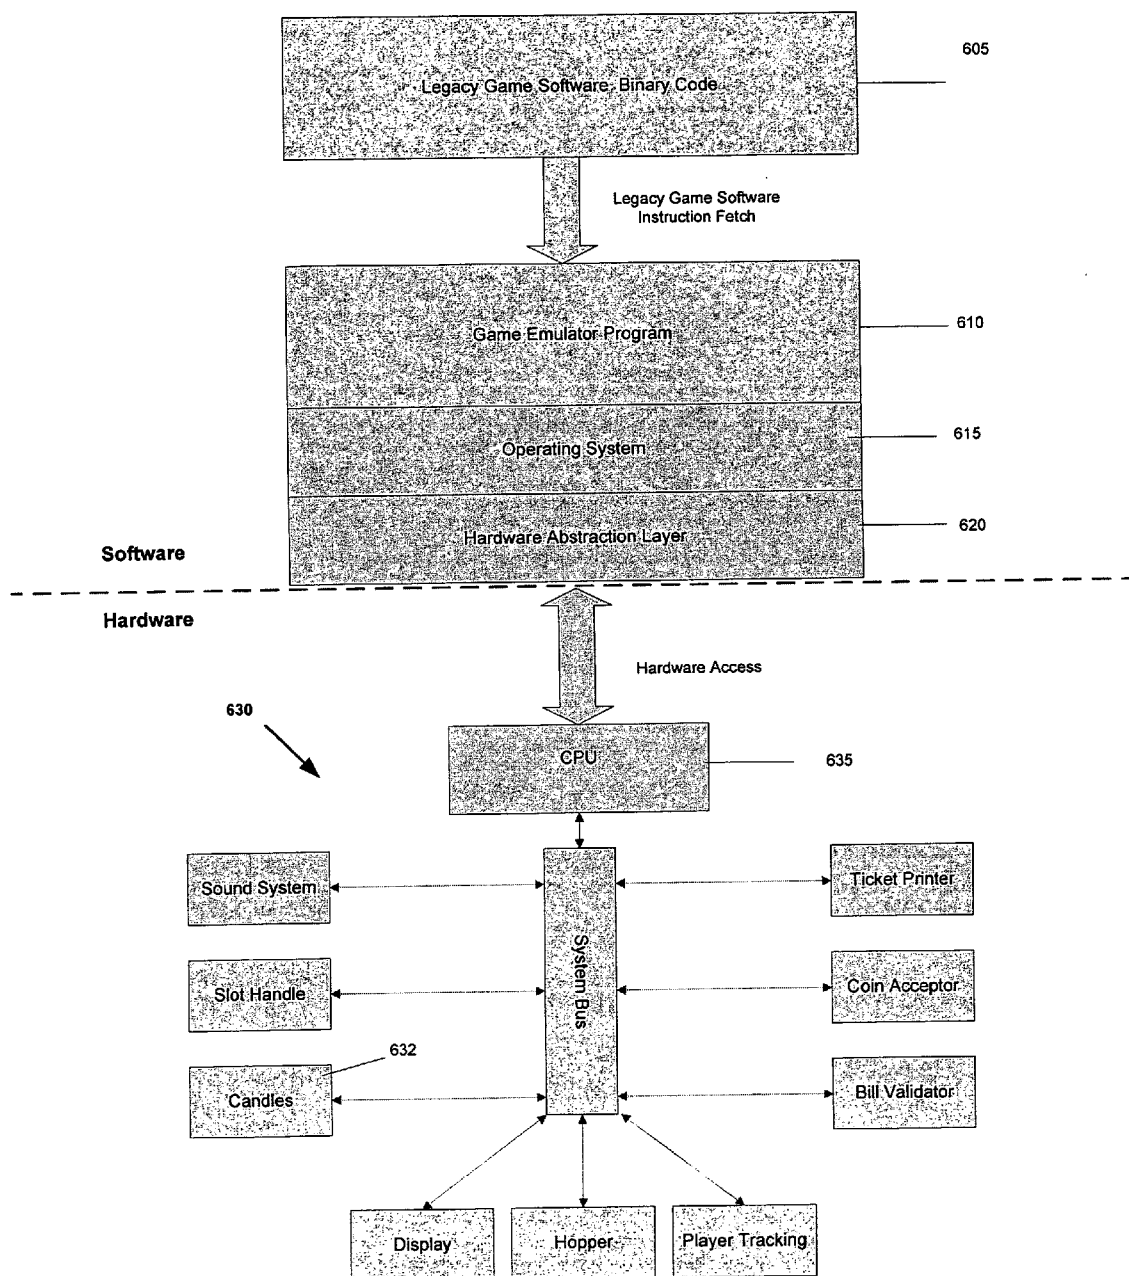 605
Legacy Game Software, Binary Code
Legacy Game Software
Instruction Fetch
Game Emulator Program
610
Operating System
615
Hardware Abstraction Layer
620
Software
Hardware
Hardware Access
630
CPU
635
Sound System
Ticket Printer
System Bus
Slot Handle
Coin Acceptor
632
Candles
Bill Validator
Display
Hopper
Player Tracking